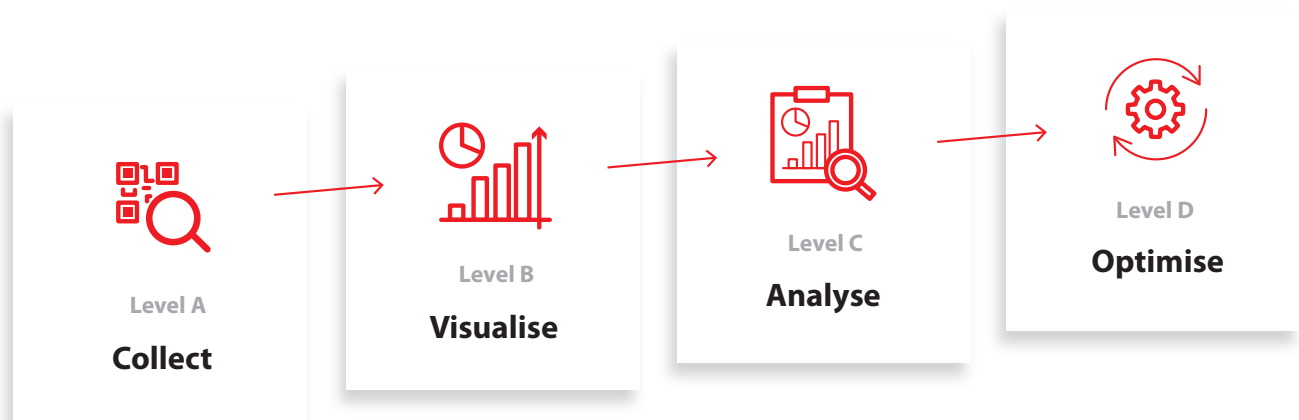 Level A
Collect
Level B
Visualise
Level C
Analyse
Level D
Optimise